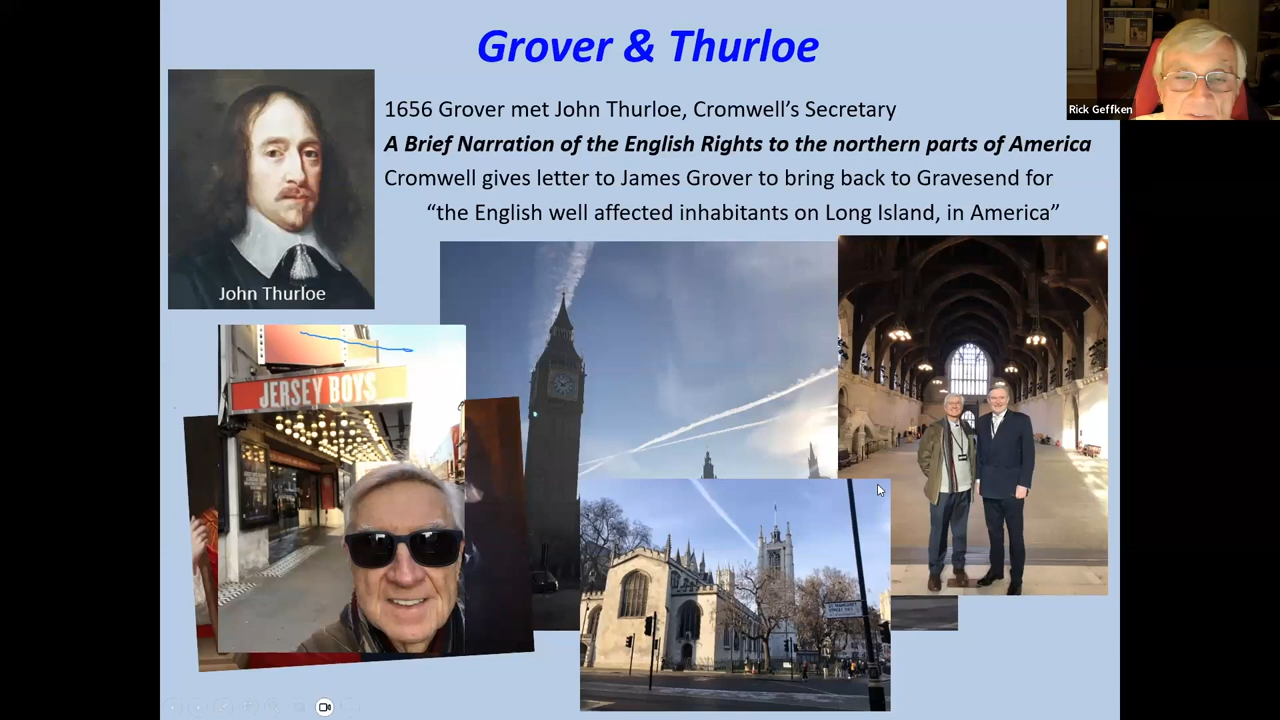 Grover & Thurloe
Rick Geffken
1656 Grover met John Thurloe, Cromwell’s Secretary
A Brief Narration of the English Rights to the northern parts of America
Cromwell gives letter to James Grover to bring back to Gravesend for
“the English well affected inhabitants on Long Island, in America”
John Thurloe
JERSEY BOYS